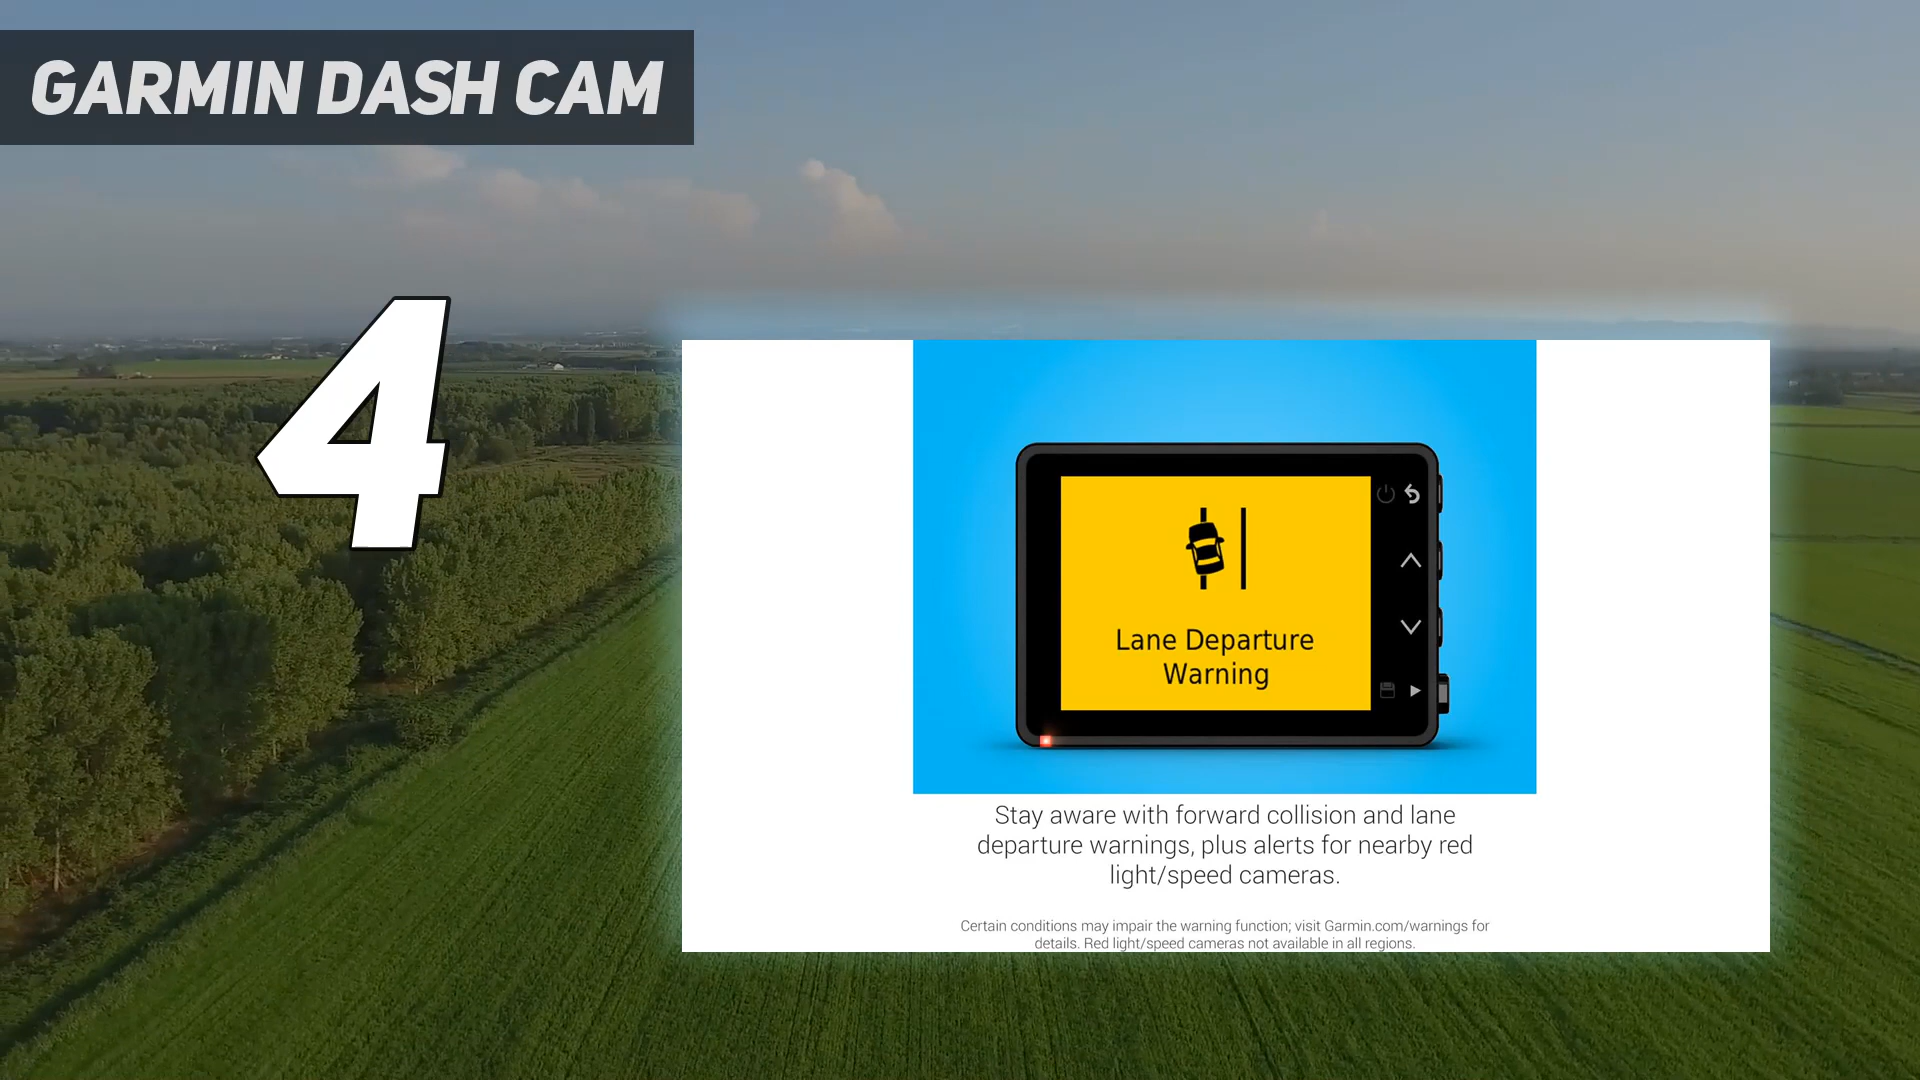 GARMIN DASH CAM
4
Lane Departure
Warning
Stay aware with forward collision and lane
departure warnings, plus alerts for nearby red
light/speed cameras.
Certain conditions may impair the warning function; visit Garmin.com/warnings for
details. Red light/speed cameras not available in all regions.